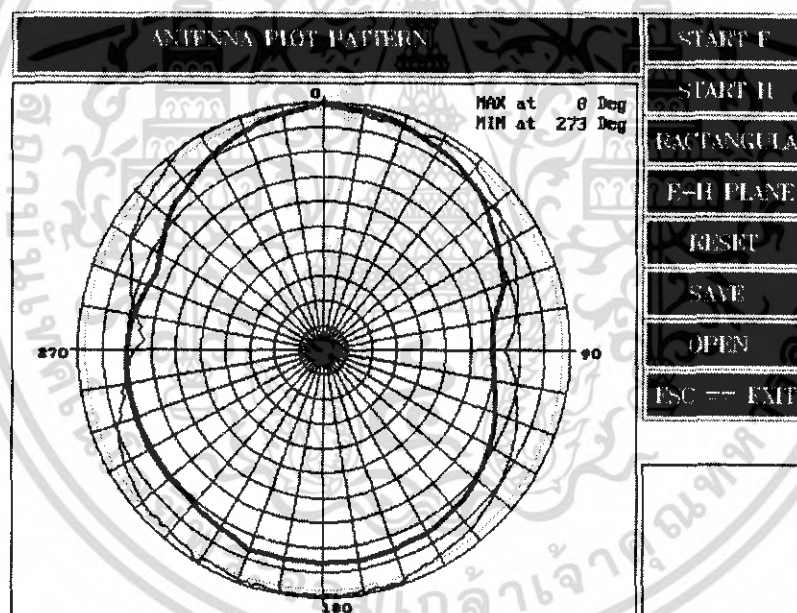 ANTENNA PLOT PATTERN
0
MAX at 0 Deg
MIN at 273 Deg
270
90
180
START F
START H
RACTANGULA
E-H PLANE
RESET
SAVE
OPEN
ESC -- EXIT